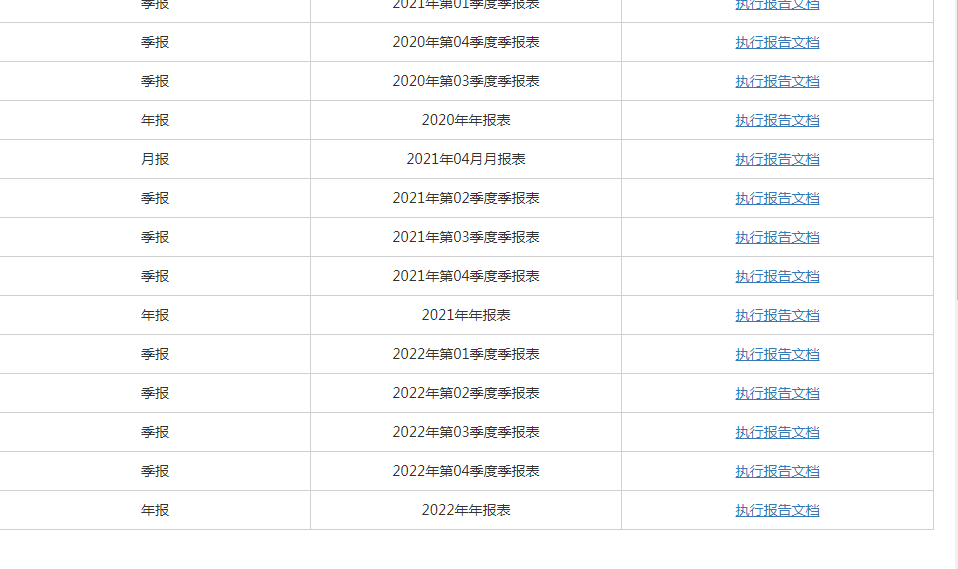 季报 2021年第01季度季报表 执行报告文档
季报 2020年第04季度季报表 执行报告文档
季报 2020年第03季度季报表 执行报告文档
年报 2020年年报表 执行报告文档
月报 2021年04月月报表 执行报告文档
季报 2021年第02季度季报表 执行报告文档
季报 2021年第03季度季报表 执行报告文档
季报 2021年第04季度季报表 执行报告文档
年报 2021年年报表 执行报告文档
季报 2022年第01季度季报表 执行报告文档
季报 2022年第02季度季报表 执行报告文档
季报 2022年第03季度季报表 执行报告文档
季报 2022年第04季度季报表 执行报告文档
年报 2022年年报表 执行报告文档